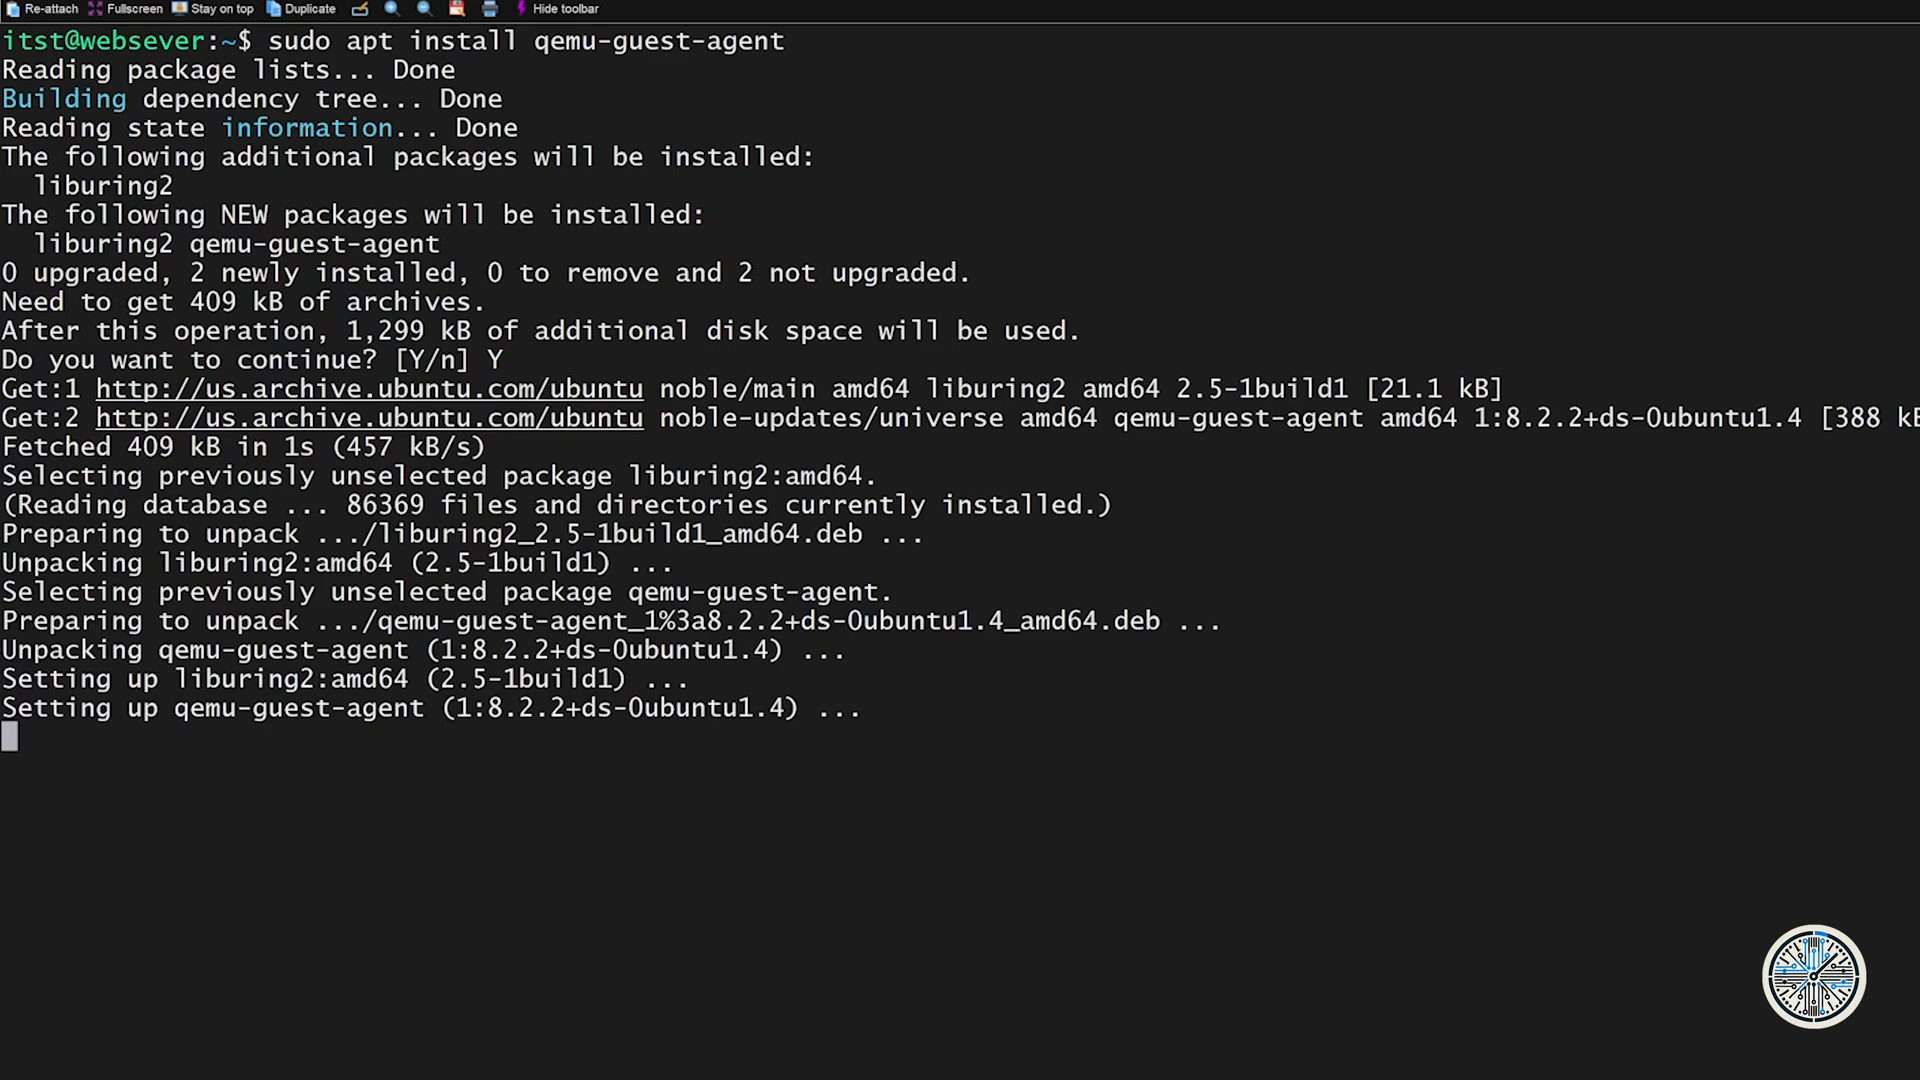 Re-attach Fullscreen Stay on top Duplicate Hide toolbar
itst@websever:~$ sudo apt install qemu-guest-agent
Reading package lists... Done
Building dependency tree... Done
Reading state information... Done
The following additional packages will be installed:
  liburing2
The following NEW packages will be installed:
  liburing2 qemu-guest-agent
0 upgraded, 2 newly installed, 0 to remove and 2 not upgraded.
Need to get 409 kB of archives.
After this operation, 1,299 kB of additional disk space will be used.
Do you want to continue? [Y/n] Y
Get:1 http://us.archive.ubuntu.com/ubuntu noble/main amd64 liburing2 amd64 2.5-1build1 [21.1 kB]
Get:2 http://us.archive.ubuntu.com/ubuntu noble-updates/universe amd64 qemu-guest-agent amd64 1:8.2.2+ds-0ubuntu1.4 [388 kB
Fetched 409 kB in 1s (457 kB/s)
Selecting previously unselected package liburing2:amd64.
(Reading database ... 86369 files and directories currently installed.)
Preparing to unpack .../liburing2_2.5-1build1_amd64.deb ...
Unpacking liburing2:amd64 (2.5-1build1) ...
Selecting previously unselected package qemu-guest-agent.
Preparing to unpack .../qemu-guest-agent_1%3a8.2.2+ds-0ubuntu1.4_amd64.deb ...
Unpacking qemu-guest-agent (1:8.2.2+ds-0ubuntu1.4) ...
Setting up liburing2:amd64 (2.5-1build1) ...
Setting up qemu-guest-agent (1:8.2.2+ds-0ubuntu1.4) ...